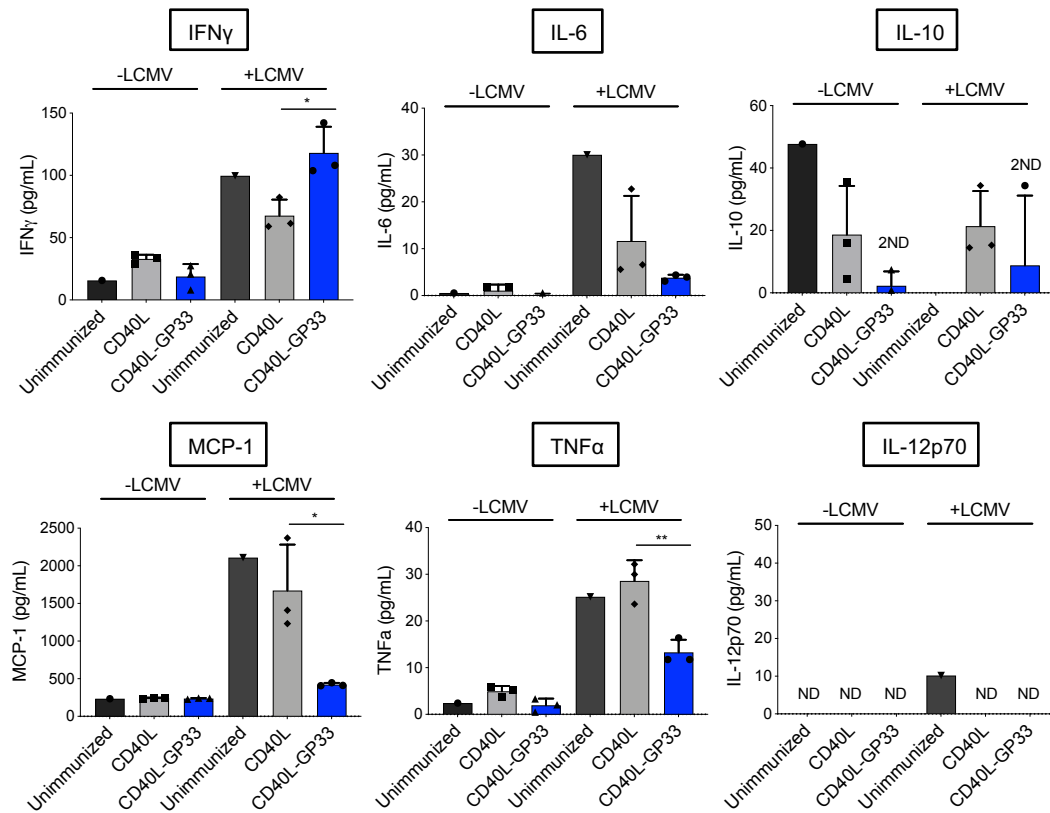 IFNγ
-LCMV
+LCMV
*
IFNγ (pg/mL)
150
100
50
0
Unimmunized
CD40L
CD40L-GP33
Unimmunized
CD40L
CD40L-GP33
IL-6
-LCMV
+LCMV
IL-6 (pg/mL)
40
30
20
10
0
Unimmunized
CD40L
CD40L-GP33
Unimmunized
CD40L
CD40L-GP33
IL-10
-LCMV
+LCMV
IL-10 (pg/mL)
60
40
20
0
2ND
2ND
Unimmunized
CD40L
CD40L-GP33
Unimmunized
CD40L
CD40L-GP33
MCP-1
-LCMV
+LCMV
*
MCP-1 (pg/mL)
2500
2000
1500
1000
500
0
Unimmunized
CD40L
CD40L-GP33
Unimmunized
CD40L
CD40L-GP33
TNFα
-LCMV
+LCMV
**
TNFa (pg/mL)
40
30
20
10
0
Unimmunized
CD40L
CD40L-GP33
Unimmunized
CD40L
CD40L-GP33
IL-12p70
-LCMV
+LCMV
IL-12p70 (pg/mL)
50
40
30
20
10
0
ND ND ND ND ND
Unimmunized
CD40L
CD40L-GP33
Unimmunized
CD40L
CD40L-GP33